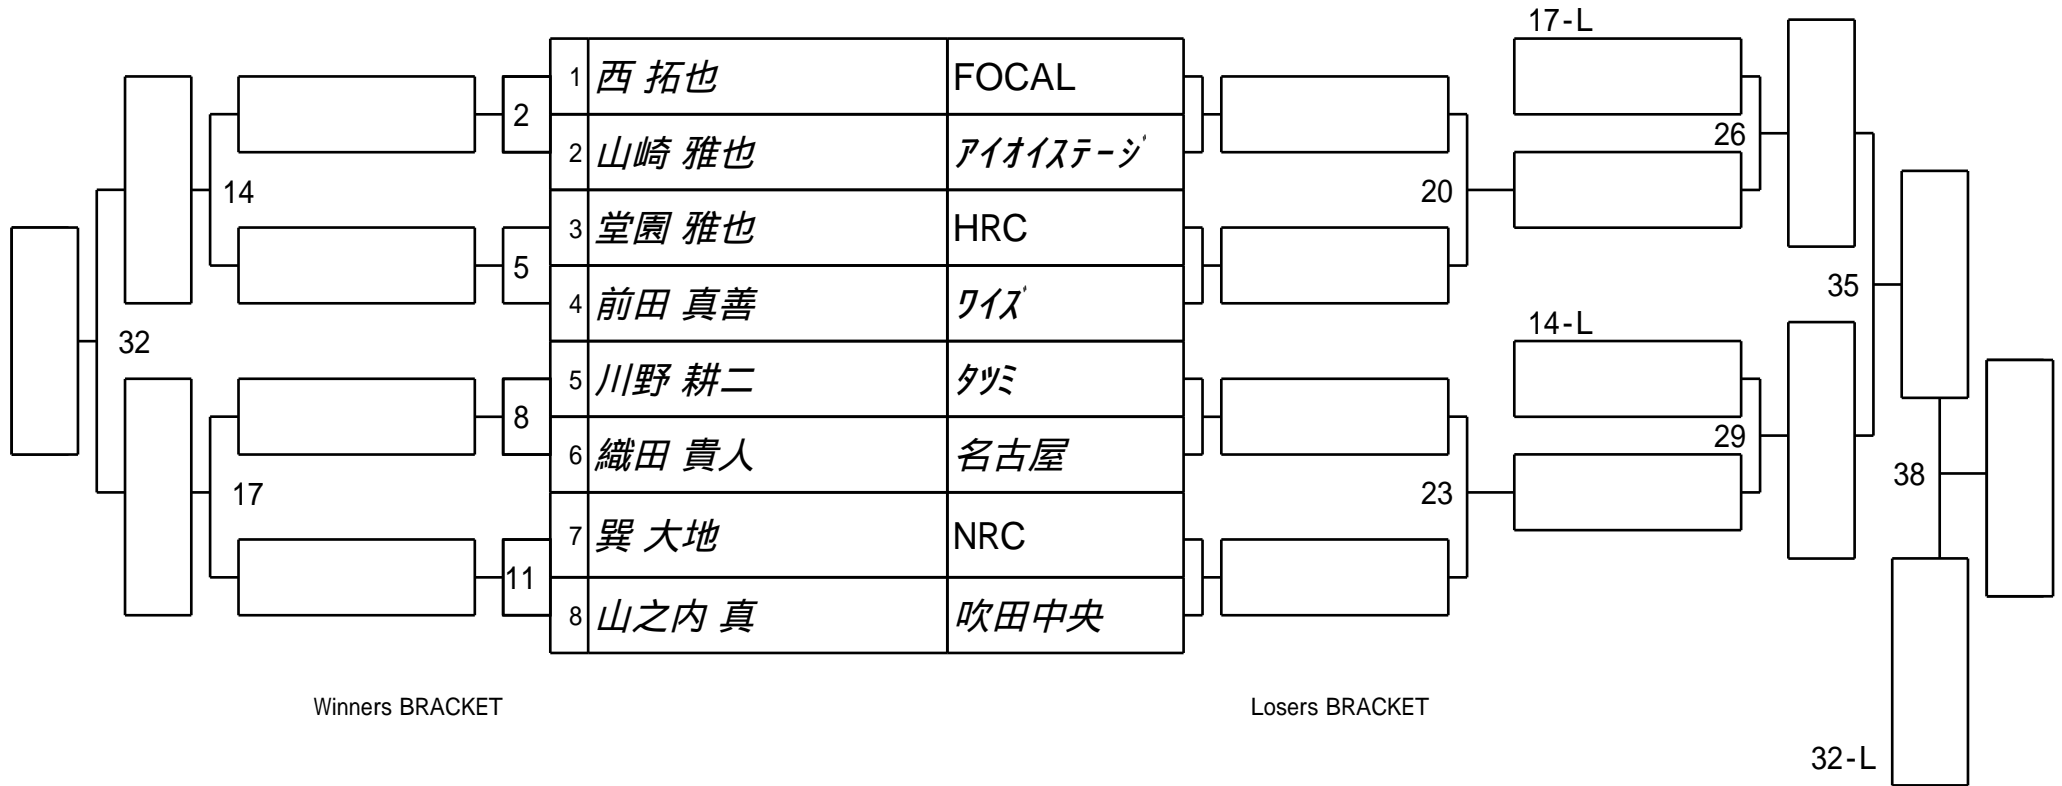 17-L
1 西 拓也 FOCAL
2
26
2 山崎 雅也 ｱｲｵｲｽﾃｰｼﾞ
14
20
3 堂園 雅也 HRC
5
4 前田 真善 ﾜｲｽﾞ
35
14-L
32
5 川野 耕二 ﾀﾂﾐ
8
29
6 織田 貴人 名古屋
38
17
23
7 巽 大地 NRC
11
8 山之内 真 吹田中央
Winners BRACKET
Losers BRACKET
32-L